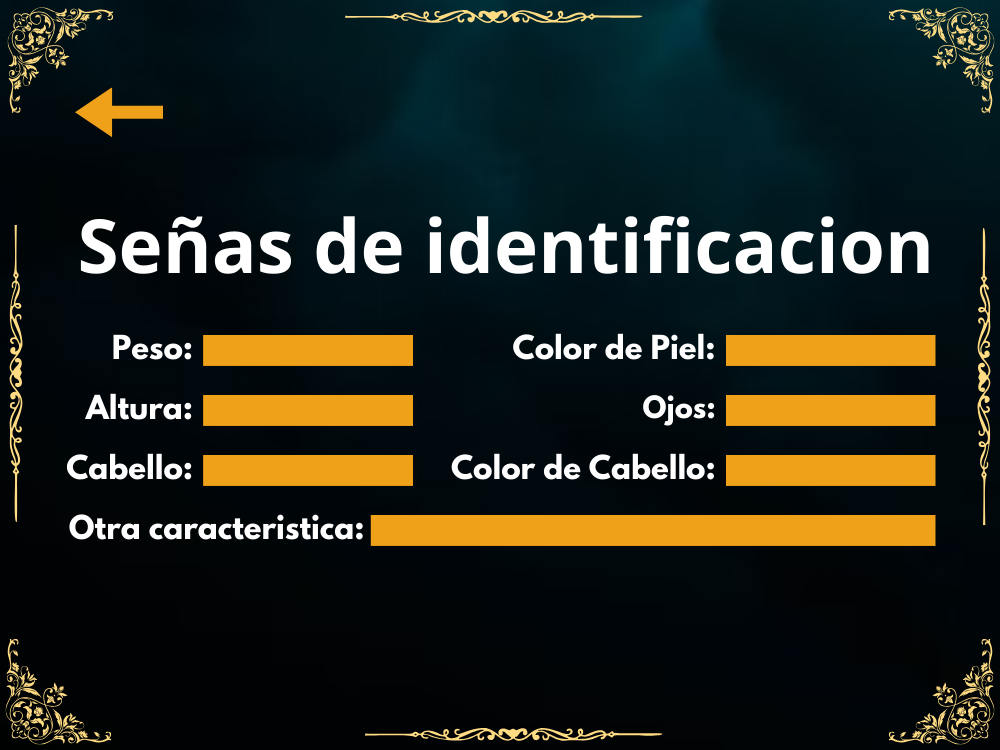 Señas de identificacion
Peso:
Color de Piel:
Altura:
Ojos:
Cabello:
Color de Cabello:
Otra caracteristica: